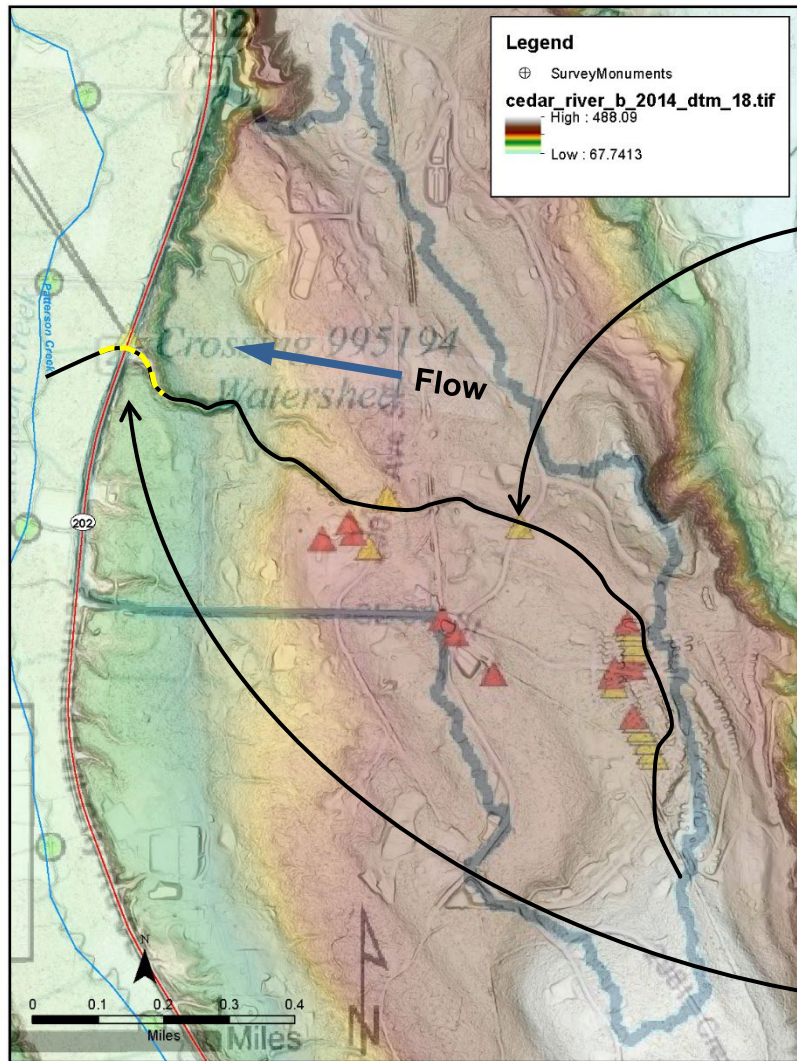 202
Legend
SurveyMonuments
cedar_river_b_2014_dtm_18.tif
High : 488.09
Low : 67.7413
Patterson Creek
Crossing 995194
Watershed
Flow
202
N
0 0.1 0.2 0.3 0.4
Miles
Miles
N